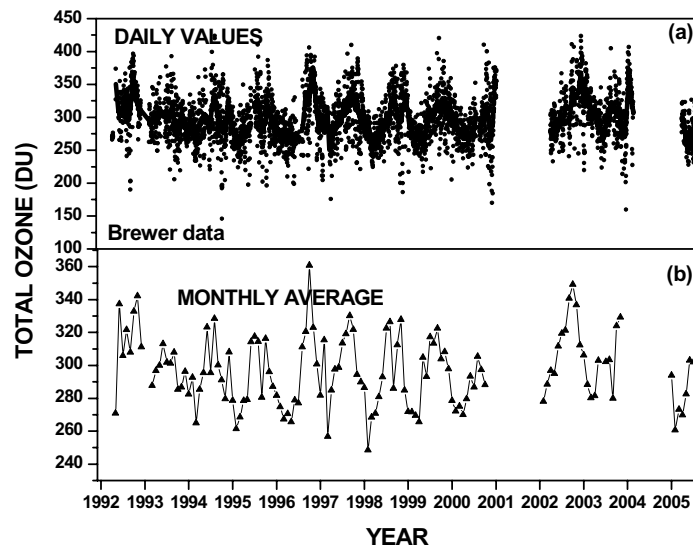 450
400
350
300
250
200
150
100
DAILY VALUES
(a)
Brewer data
TOTAL OZONE (DU)
360
340
320
300
280
260
240
MONTHLY AVERAGE
(b)
1992 1993 1994 1995 1996 1997 1998 1999 2000 2001 2002 2003 2004 2005
YEAR